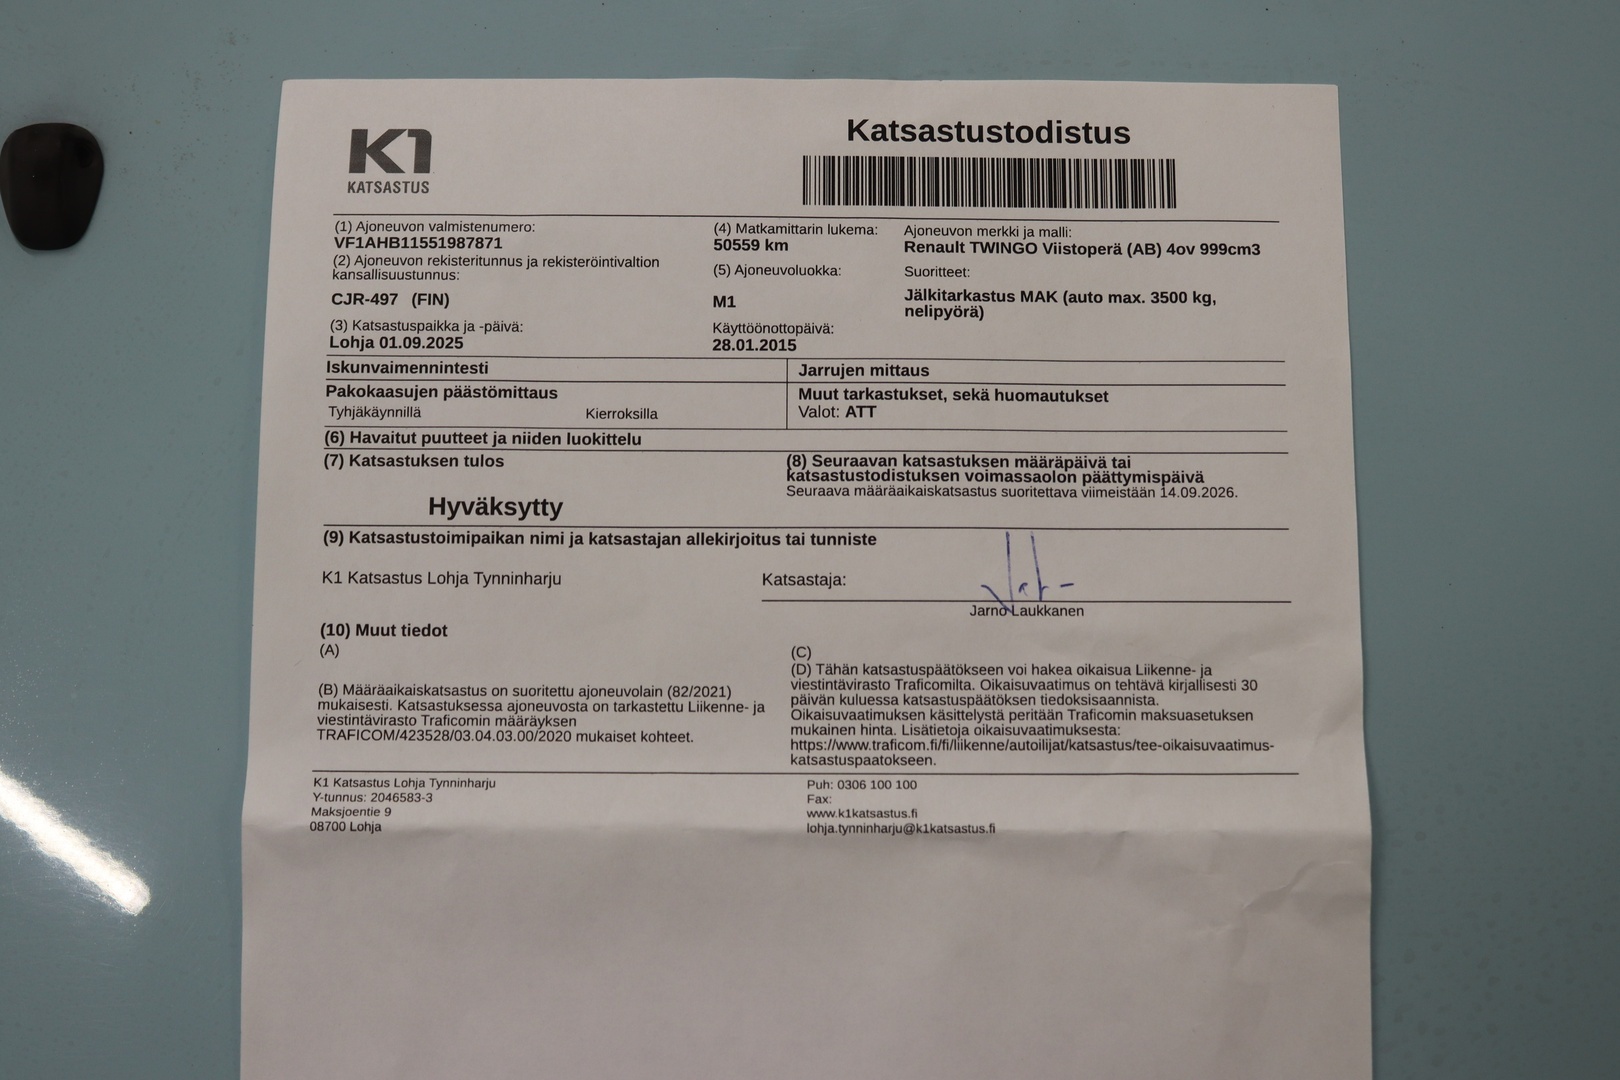 K1
KATSASTUS
Katsastustodistus
(1) Ajoneuvon valmistenumero:
VF1AHB11551987871
(2) Ajoneuvon rekisteritunnus ja rekisteröintivaltion
kansallisuustunnus:
CJR-497 (FIN)
(3) Katsastuspaikka ja -päivä:
Lohja 01.09.2025
(4) Matkamittarin lukema:
50559 km
(5) Ajoneuvoluokka:
M1
Käyttöönottopäivä:
28.01.2015
Ajoneuvon merkki ja malli:
Renault TWINGO Viistoperä (AB) 4ov 999cm3
Suoritteet:
Jälkitarkastus MAK (auto max. 3500 kg,
nelipyörä)
Iskunvaimennintesti
Jarrujen mittaus
Pakokaasujen päästömittaus
Tyhjäkäynnillä Kierroksilla
Muut tarkastukset, sekä huomautukset
Valot: ATT
(6) Havaitut puutteet ja niiden luokittelu
(7) Katsastuksen tulos
Hyväksytty
(8) Seuraavan katsastuksen määräpäivä tai
katsastustodistuksen voimassaolon päättymispäivä
Seuraava määräaikaiskatsastus suoritettava viimeistään 14.09.2026.
(9) Katsastustoimipaikan nimi ja katsastajan allekirjoitus tai tunniste
K1 Katsastus Lohja Tynninharju
Katsastaja:
Jarno Laukkanen
(10) Muut tiedot
(A)
(B) Määräaikaiskatsastus on suoritettu ajoneuvolain (82/2021)
mukaisesti. Katsastuksessa ajoneuvosta on tarkastettu Liikenne- ja
viestintävirasto Traficomin määräyksen
TRAFICOM/423528/03.04.03.00/2020 mukaiset kohteet.
(C)
(D) Tähän katsastuspäätökseen voi hakea oikaisua Liikenne- ja
viestintävirasto Traficomilta. Oikaisuvaatimus on tehtävä kirjallisesti 30
päivän kuluessa katsastuspäätöksen tiedoksisaannista.
Oikaisuvaatimuksen käsittelystä peritään Traficomin maksuasetuksen
mukainen hinta. Lisätietoja oikaisuvaatimuksesta:
https://www.traficom.fi/fi/liikenne/autoilijat/katsastus/tee-oikaisuvaatimus-
katsastuspaatokseen.
K1 Katsastus Lohja Tynninharju
Y-tunnus: 2046583-3
Maksjoentie 9
08700 Lohja
Puh: 0306 100 100
Fax:
www.k1katsastus.fi
lohja.tynninharju@k1katsastus.fi